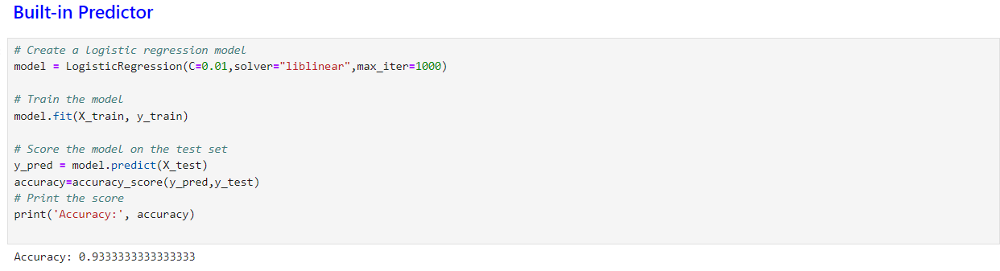 Built-in Predictor
# Create a logistic regression model
model = LogisticRegression(C=0.01,solver="liblinear",max_iter=1000)
# Train the model
model.fit(X_train, y_train)
# Score the model on the test set
y_pred = model.predict(X_test)
accuracy=accuracy_score(y_pred,y_test)
# Print the score
print('Accuracy:', accuracy)
Accuracy: 0.9333333333333333